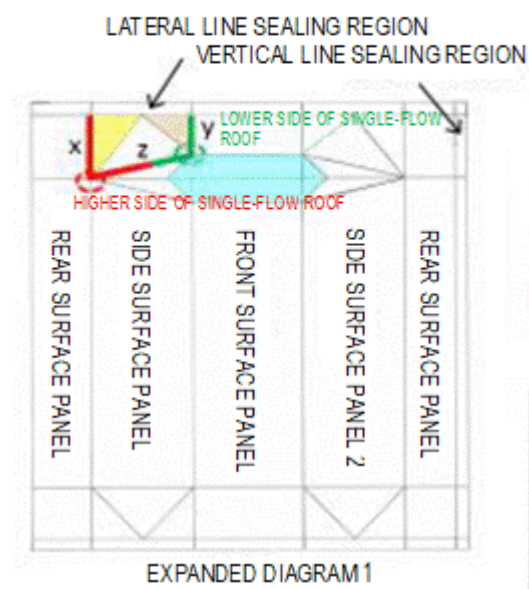 LATERAL LINE SEALING REGION
VERTICAL LINE SEALING REGION
LOWER SIDE OF SINGLE-FLOW
ROOF
x
y
z
HIGHER SIDE OF SINGLE-FLOW ROOF
REAR SURFACE PANEL
SIDE SURFACE PANEL
FRONT SURFACE PANEL
SIDE SURFACE PANEL 2
REAR SURFACE PANEL
EXPANDED DIAGRAM 1